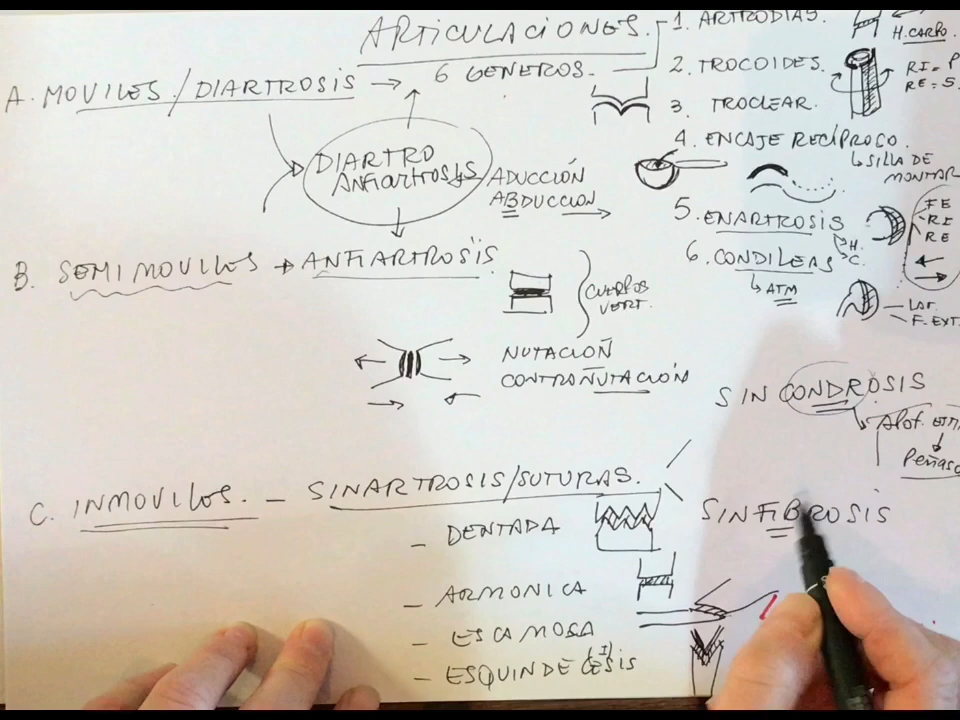 ARTICULACIONES.
A. MOVILES / DIARTROSIS → 6 GENEROS.
1. ARTRODIAS.
H. CARPO.
2. TROCOIDES.
RI = P
RE = S.
3. TROCLEAR.
4. ENCAJE RECÍPROCO.
SILLA DE
MONTAR
DIARTRO
ANFIARTROSIS
ADUCCIÓN
ABDUCCIÓN
5. ENARTROSIS
H.
C.
FE
RI
RE
6. CONDILEAS
ATM
LAT.
F-EXT.
B. SEMIMOVILES → ANFIARTROSIS.
CUERPOS
VERT.
NUTACIÓN
CONTRANUTACIÓN
SINCONDROSIS
Peñasc
C. INMOVILES. - SINARTROSIS/SUTURAS.
SINFIBROSIS
- DENTADA
- ARMONICA
- ESCAMOSA
- ESQUINDELESIS